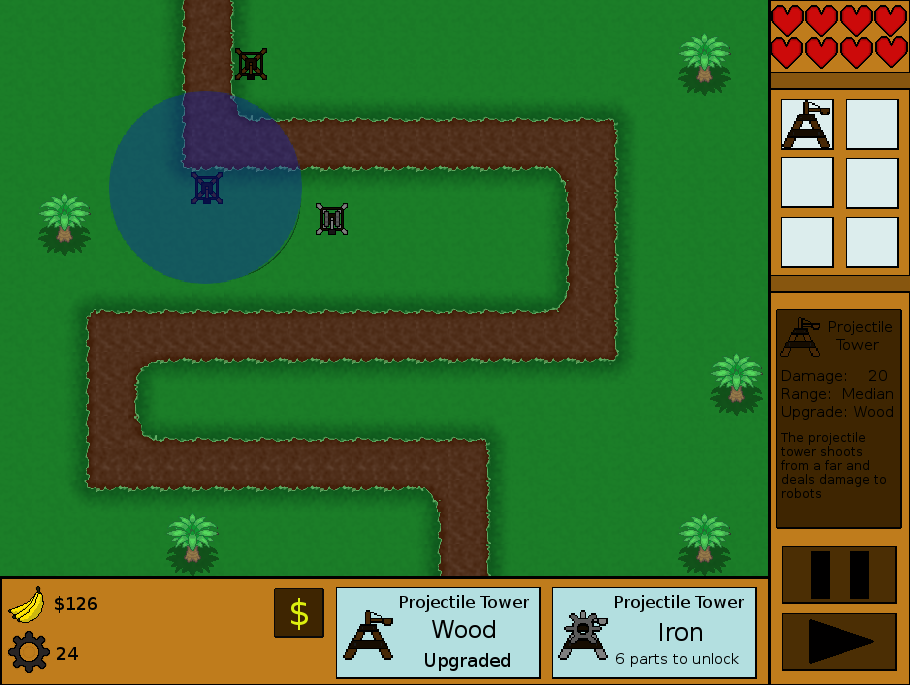 Projectile
Tower
Damage: 20
Range: Median
Upgrade: Wood
The projectile
tower shoots
from a far and
deals damage to
robots
$126
24
$
Projectile Tower
Wood
Upgraded
Projectile Tower
Iron
6 parts to unlock